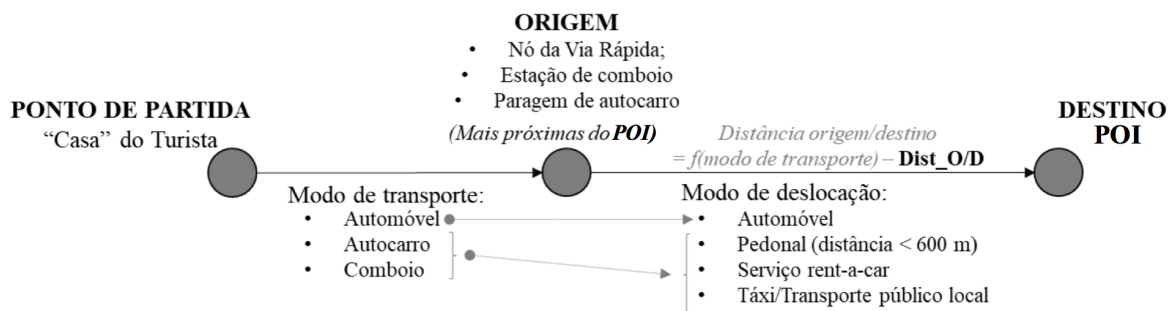 ORIGEM
• Nó da Via Rápida;
• Estação de comboio
• Paragem de autocarro
(Mais próximas do POI)
PONTO DE PARTIDA
“Casa” do Turista
DESTINO
POI
Distância origem/destino
= f(modo de transporte) – Dist_O/D
Modo de transporte:
• Automóvel
• Autocarro
• Comboio
Modo de deslocação:
• Automóvel
• Pedonal (distância < 600 m)
• Serviço rent-a-car
• Táxi/Transporte público local